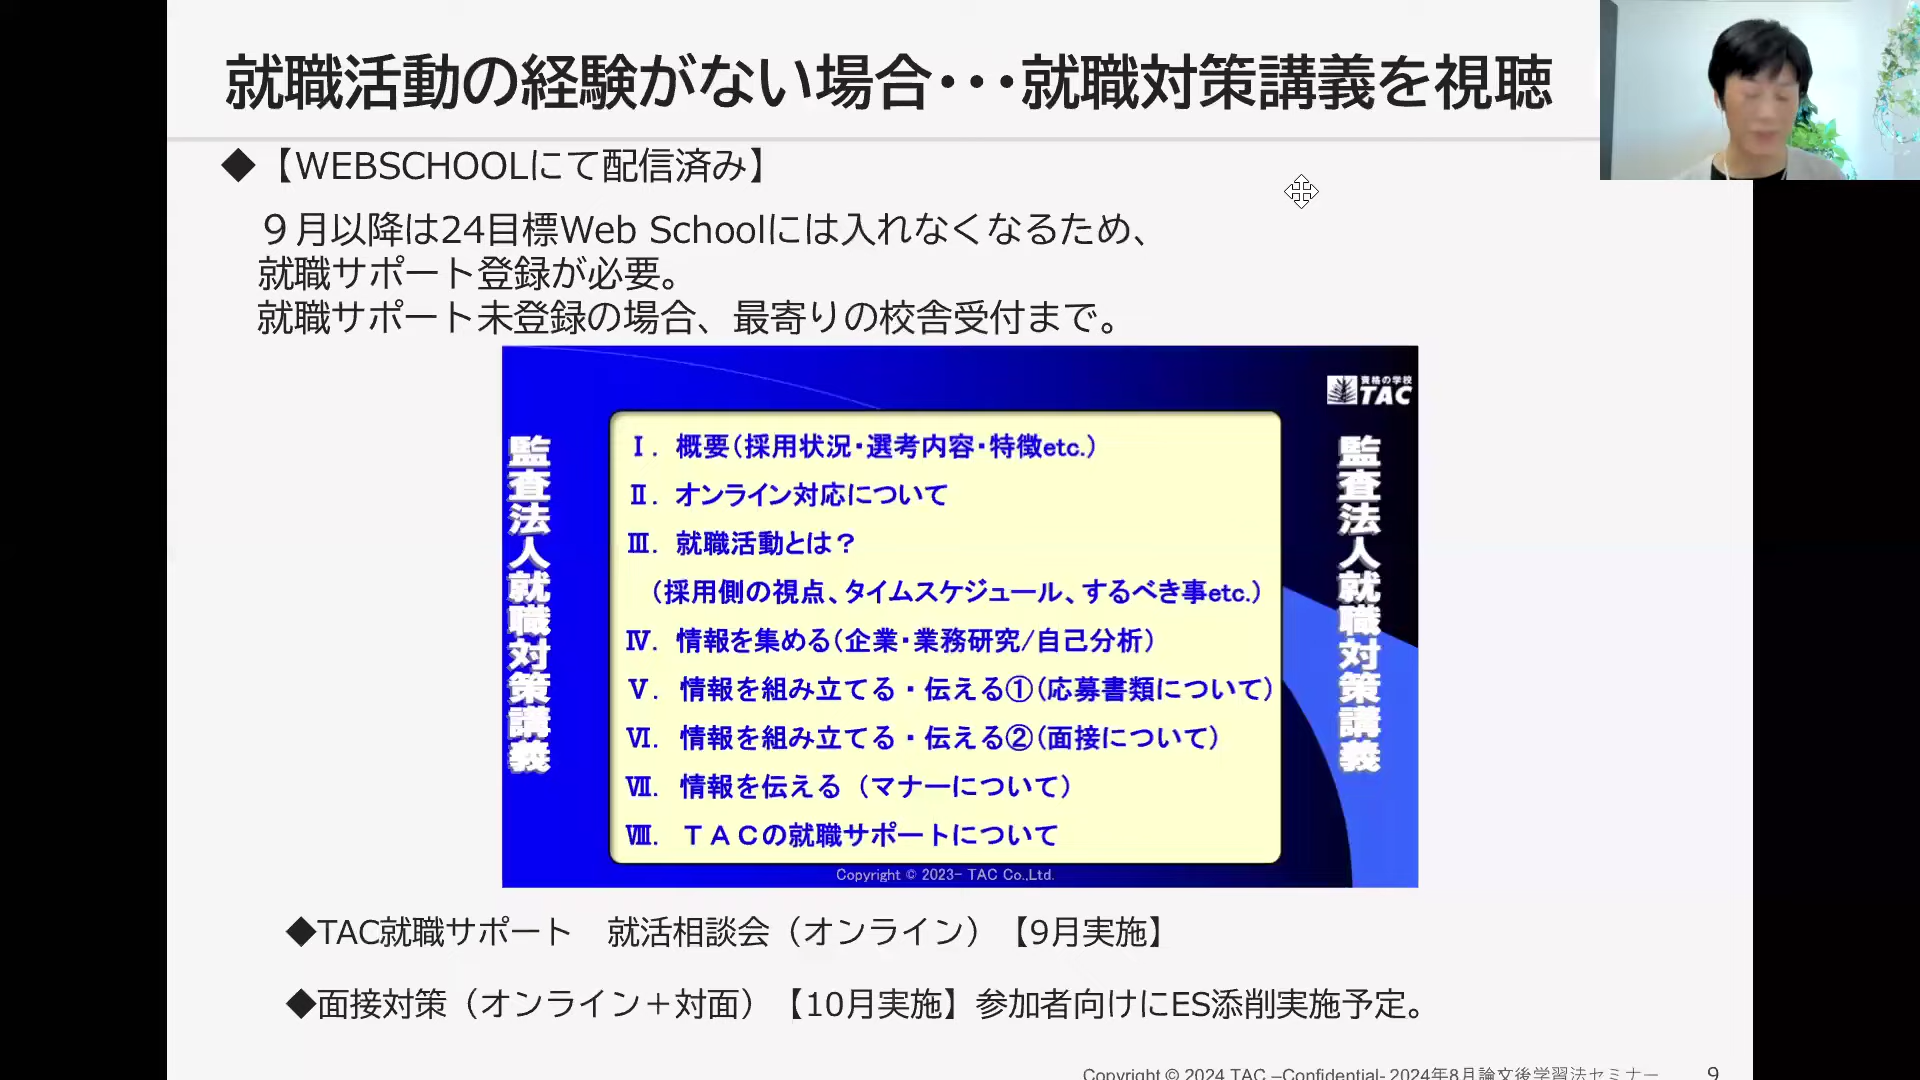 就職活動の経験がない場合･･･就職対策講義を視聴
◆【WEBSCHOOLにて配信済み】
９月以降は24目標Web Schoolには入れなくなるため、
就職サポート登録が必要。
就職サポート未登録の場合、最寄りの校舎受付まで。
資格の学校
TAC
監査法人就職対策講義
Ⅰ．概要（採用状況・選考内容・特徴etc.）
Ⅱ．オンライン対応について
Ⅲ．就職活動とは？
（採用側の視点、タイムスケジュール、するべき事etc.）
Ⅳ．情報を集める（企業・業務研究/自己分析）
Ⅴ．情報を組み立てる・伝える①（応募書類について）
Ⅵ．情報を組み立てる・伝える②（面接について）
Ⅶ．情報を伝える（マナーについて）
Ⅷ．ＴＡＣの就職サポートについて
監査法人就職対策講義
Copyright © 2023- TAC Co.,Ltd.
◆TAC就職サポート　就活相談会（オンライン）【9月実施】
◆面接対策（オンライン＋対面）【10月実施】参加者向けにES添削実施予定。
Copyright © 2024 TAC –Confidential- 2024年8月論文後学習法セミナー
9